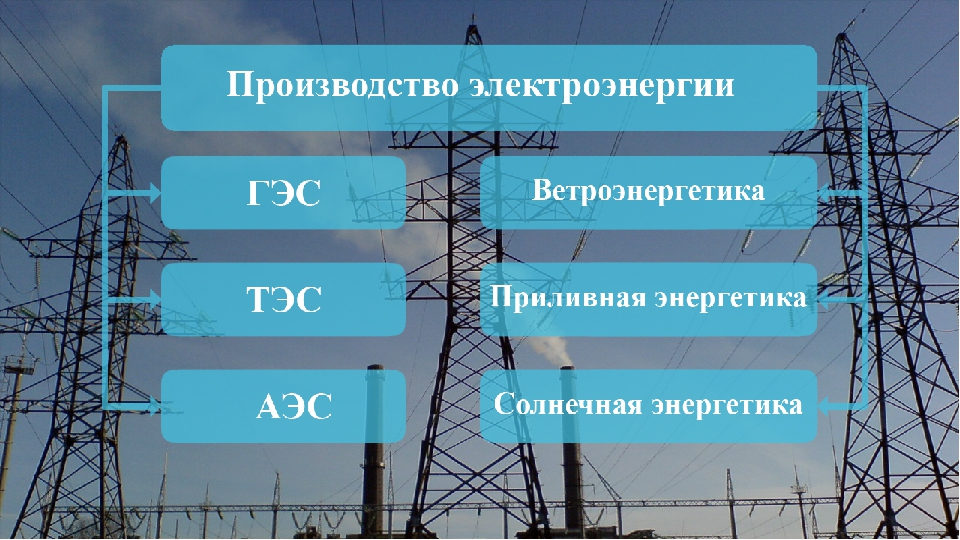 Производство электроэнергии
ГЭС
Ветроэнергетика
ТЭС
Приливная энергетика
АЭС
Солнечная энергетика